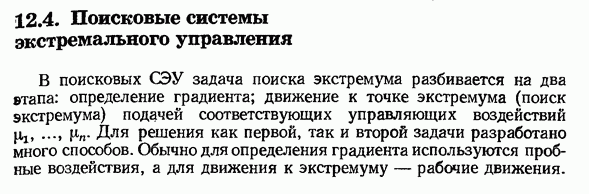 12.4. Поисковые системы
экстремального управления
В поисковых СЭУ задача поиска экстремума разбивается на два
этапа: определение градиента; движение к точке экстремума (поиск
экстремума) подачей соответствующих управляющих воздействий
μ₁, ..., μₙ. Для решения как первой, так и второй задачи разработано
много способов. Обычно для определения градиента используются проб-
ные воздействия, а для движения к экстремуму — рабочие движения.